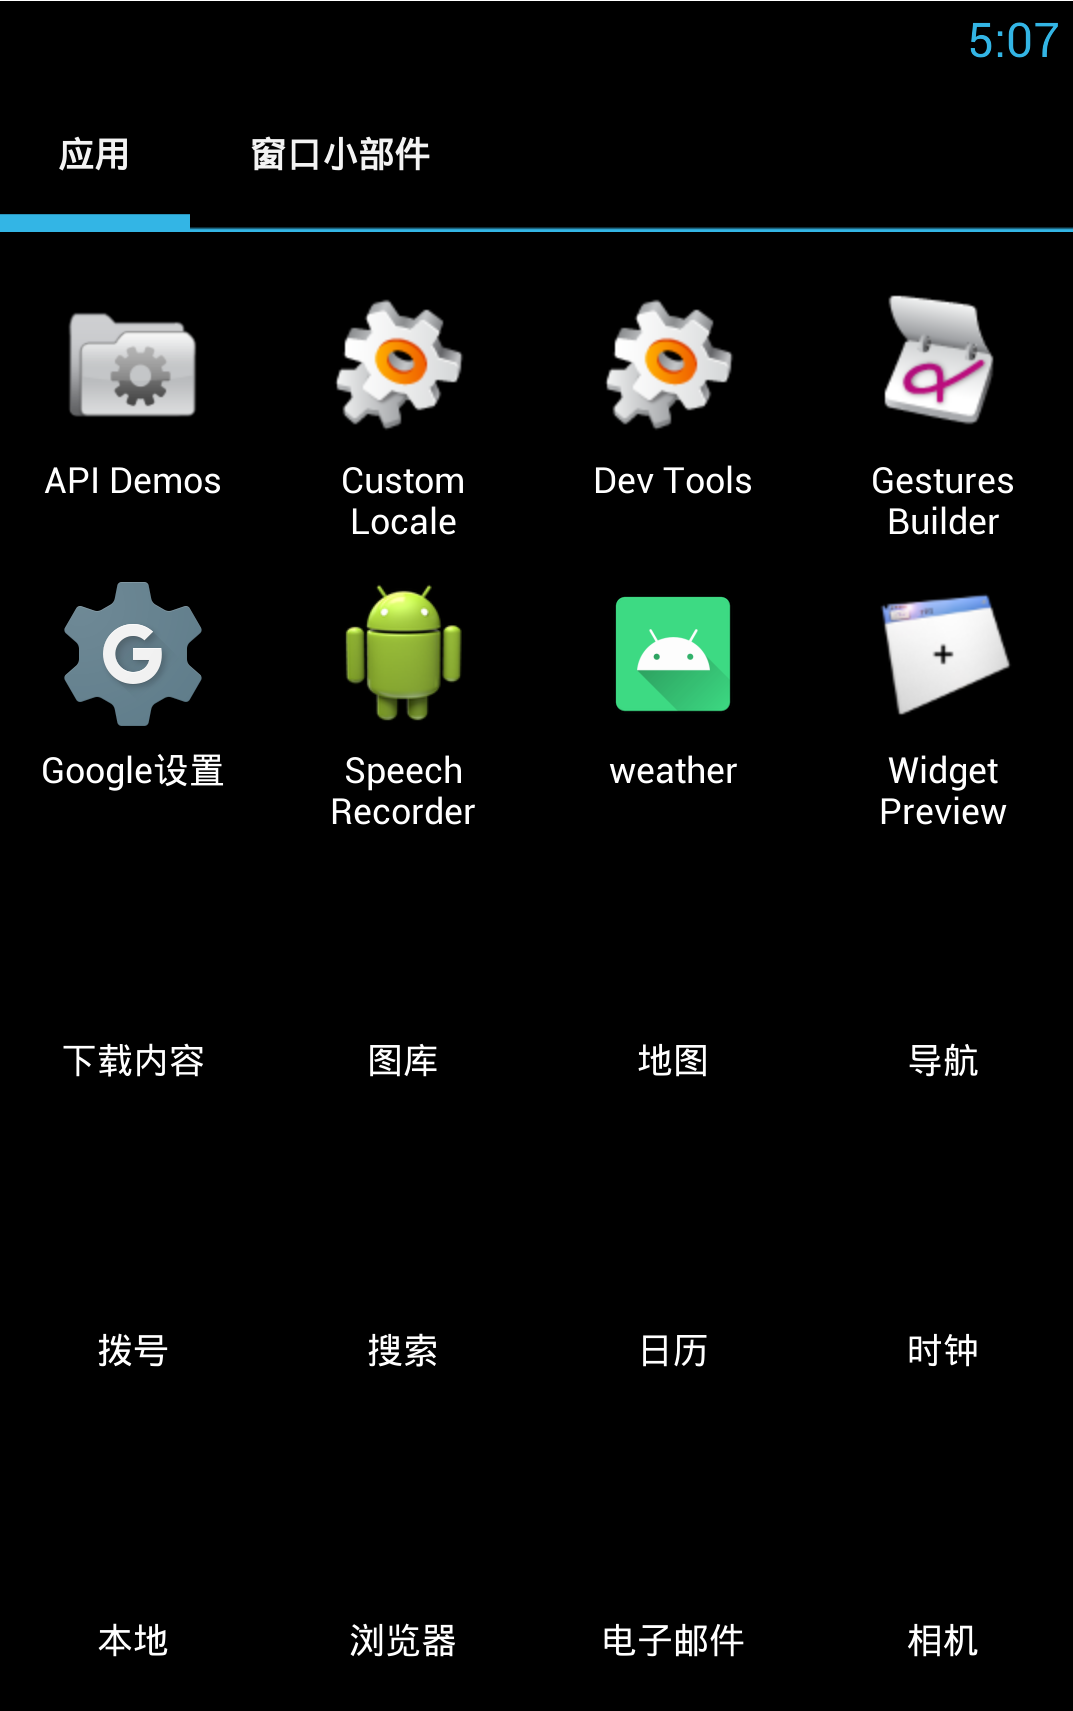 5:07
应用
窗口小部件
API Demos
Custom
Locale
Dev Tools
Gestures
Builder
Google设置
Speech
Recorder
weather
Widget
Preview
下载内容
图库
地图
导航
拨号
搜索
日历
时钟
本地
浏览器
电子邮件
相机